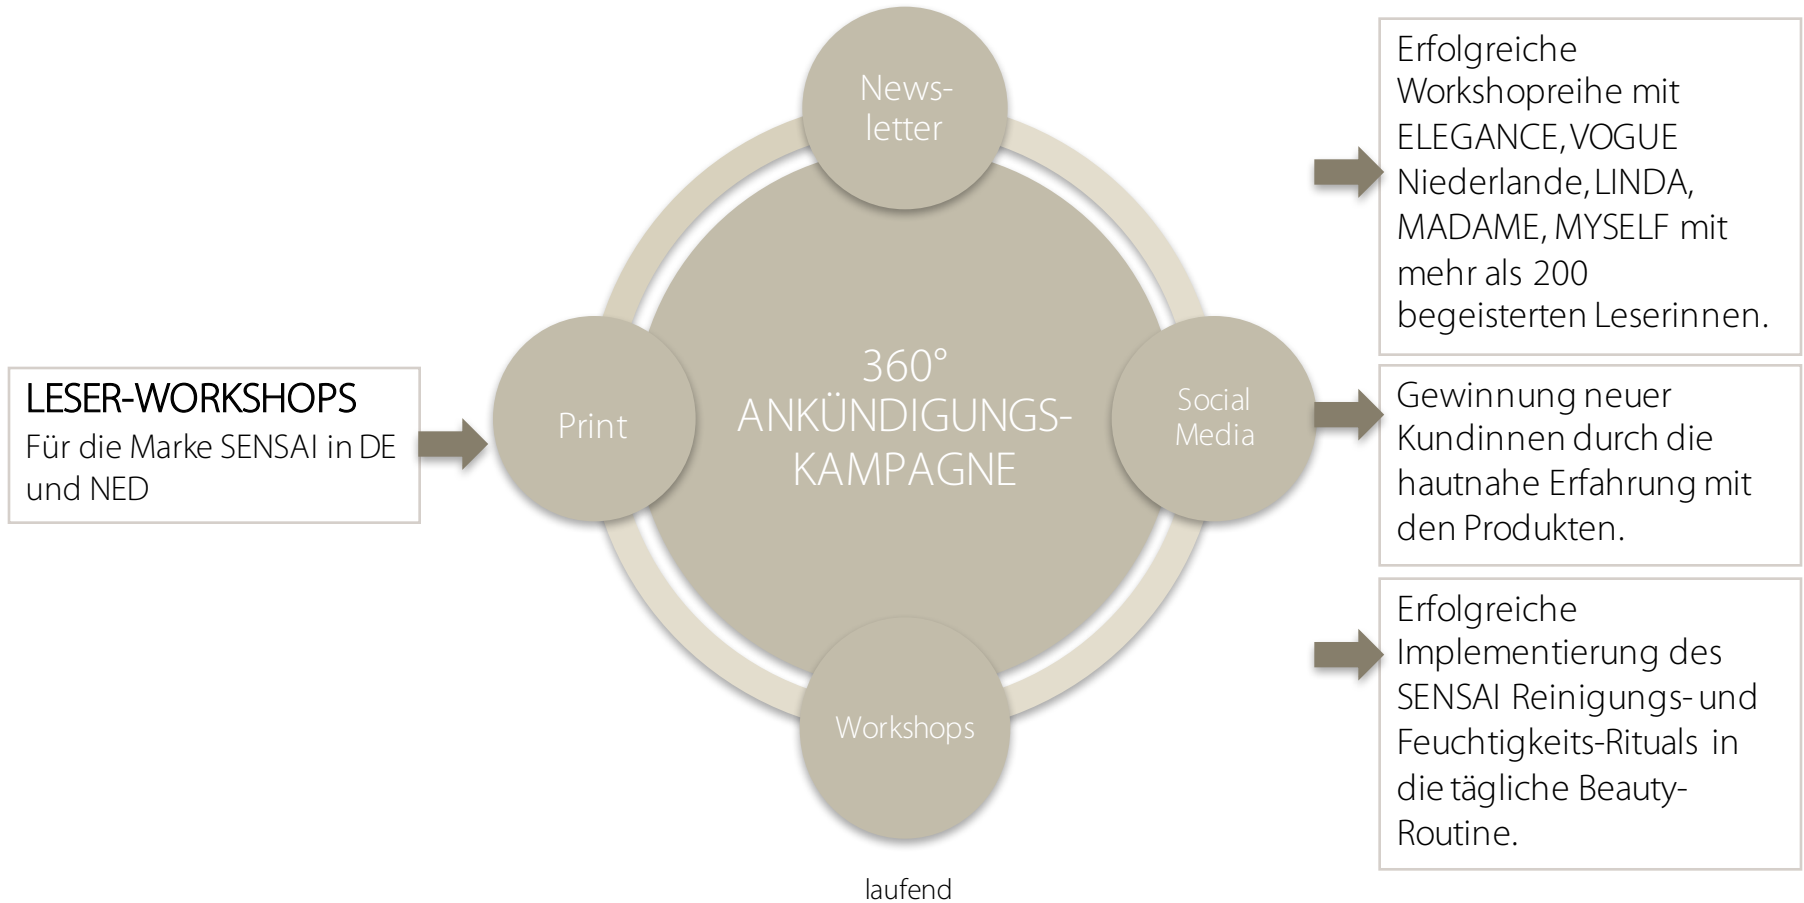 LESER-WORKSHOPS
Für die Marke SENSAI in DE
und NED
News-
letter
Print
360°
ANKÜNDIGUNGS-
KAMPAGNE
Social
Media
Workshops
laufend
Erfolgreiche
Workshopreihe mit
ELEGANCE, VOGUE
Niederlande, LINDA,
MADAME, MYSELF mit
mehr als 200
begeisterten Leserinnen.
Gewinnung neuer
Kundinnen durch die
hautnahe Erfahrung mit
den Produkten.
Erfolgreiche
Implementierung des
SENSAI Reinigungs- und
Feuchtigkeits-Rituals in
die tägliche Beauty-
Routine.